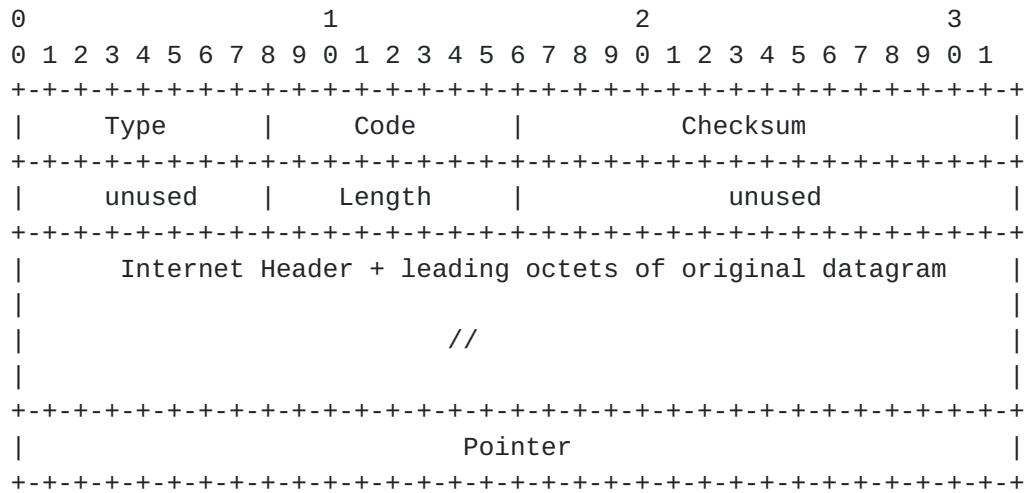 0                   1                   2                   3
0 1 2 3 4 5 6 7 8 9 0 1 2 3 4 5 6 7 8 9 0 1 2 3 4 5 6 7 8 9 0 1
+-+-+-+-+-+-+-+-+-+-+-+-+-+-+-+-+-+-+-+-+-+-+-+-+-+-+-+-+-+-+-+-+
|     Type      |     Code      |          Checksum             |
+-+-+-+-+-+-+-+-+-+-+-+-+-+-+-+-+-+-+-+-+-+-+-+-+-+-+-+-+-+-+-+-+
|     unused    |    Length     |             unused            |
+-+-+-+-+-+-+-+-+-+-+-+-+-+-+-+-+-+-+-+-+-+-+-+-+-+-+-+-+-+-+-+-+
|      Internet Header + leading octets of original datagram    |
|                                                               |
|                           //                                  |
|                                                               |
+-+-+-+-+-+-+-+-+-+-+-+-+-+-+-+-+-+-+-+-+-+-+-+-+-+-+-+-+-+-+-+-+
|                            Pointer                            |
+-+-+-+-+-+-+-+-+-+-+-+-+-+-+-+-+-+-+-+-+-+-+-+-+-+-+-+-+-+-+-+-+